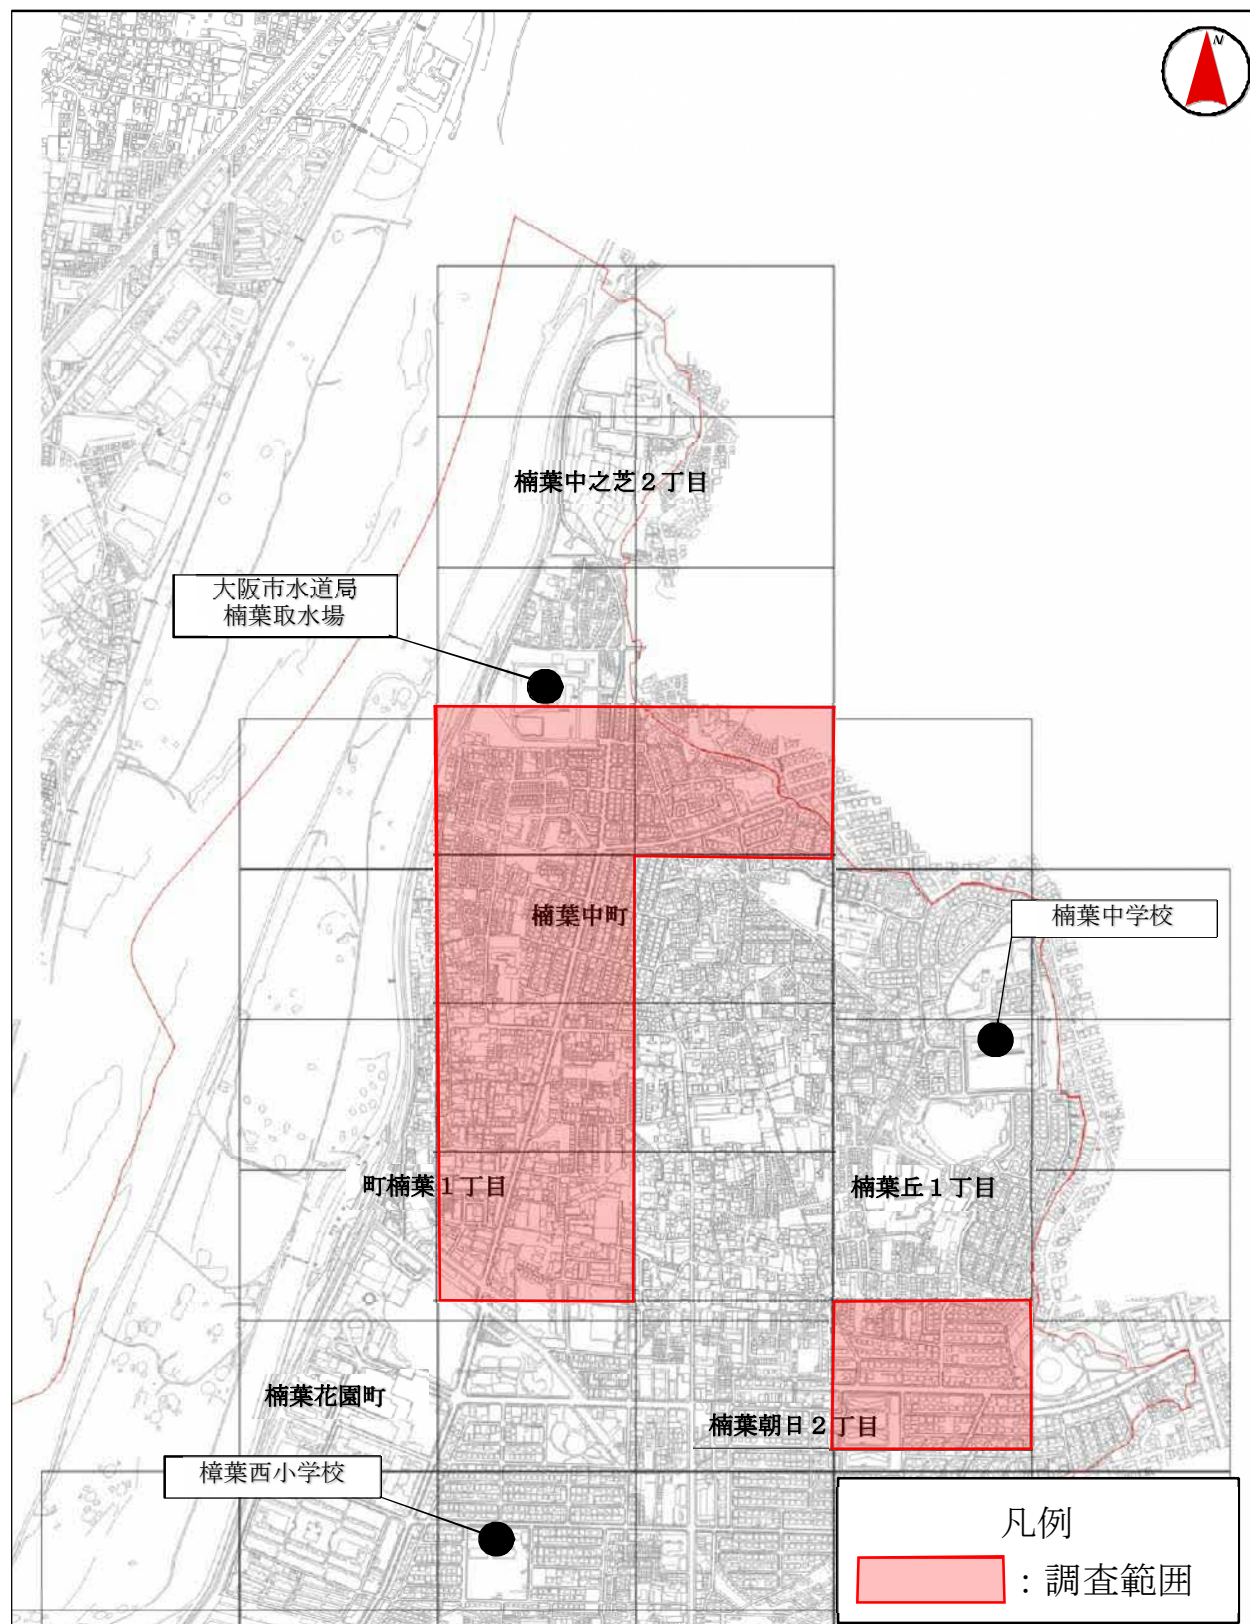 N
楠葉中之芝２丁目
大阪市水道局
楠葉取水場
楠葉中町
楠葉中学校
町楠葉１丁目
楠葉丘１丁目
楠葉花園町
楠葉朝日２丁目
樟葉西小学校
凡例
：調査範囲